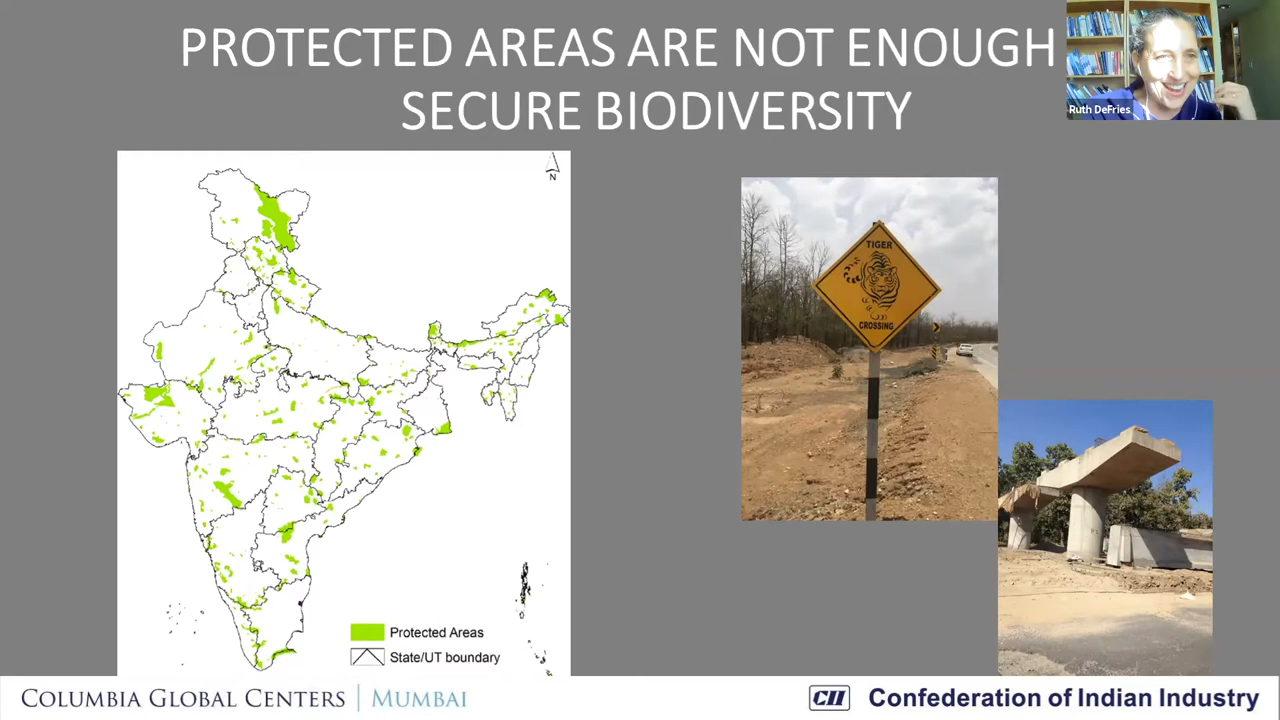 PROTECTED AREAS ARE NOT ENOUGH
SECURE BIODIVERSITY
Ruth DeFries
N
TIGER
CROSSING
Protected Areas
State/UT boundary
COLUMBIA GLOBAL CENTERS | MUMBAI
CII Confederation of Indian Industry